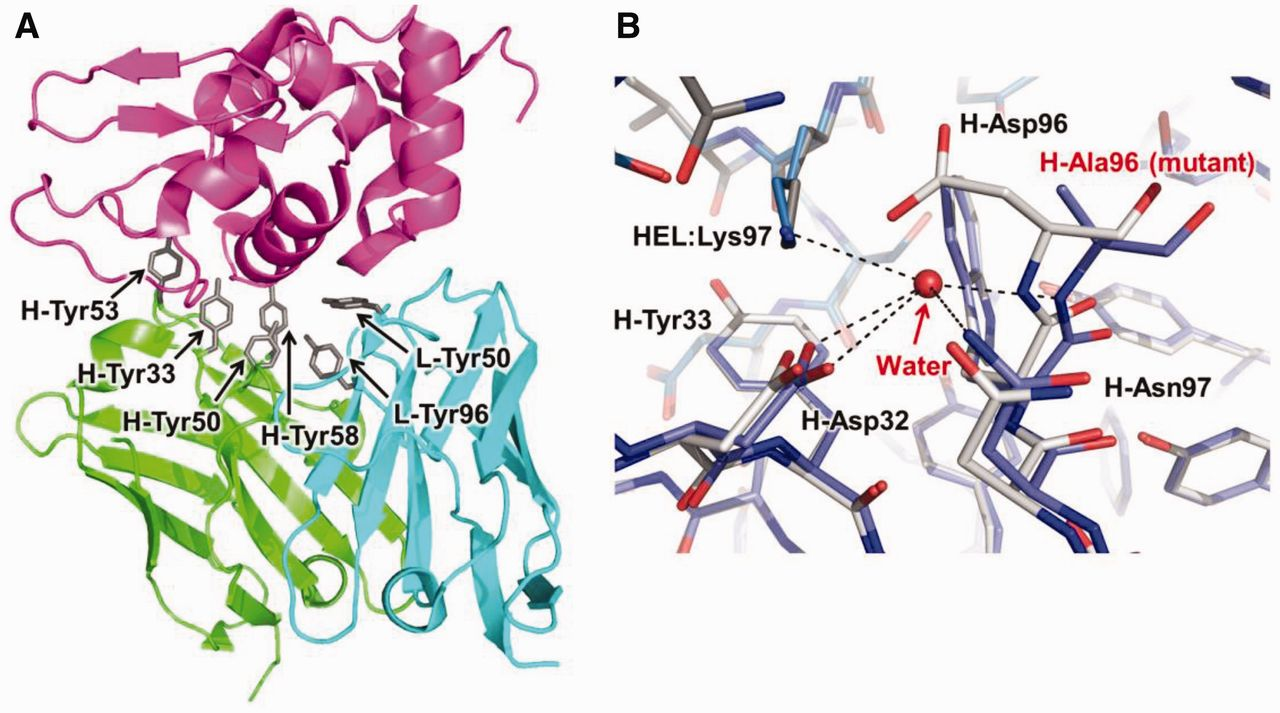 A
B
H-Tyr53
H-Tyr33
H-Tyr50
H-Tyr58
L-Tyr96
L-Tyr50
H-Asp96
H-Ala96 (mutant)
HEL:Lys97
H-Tyr33
Water
H-Asn97
H-Asp32